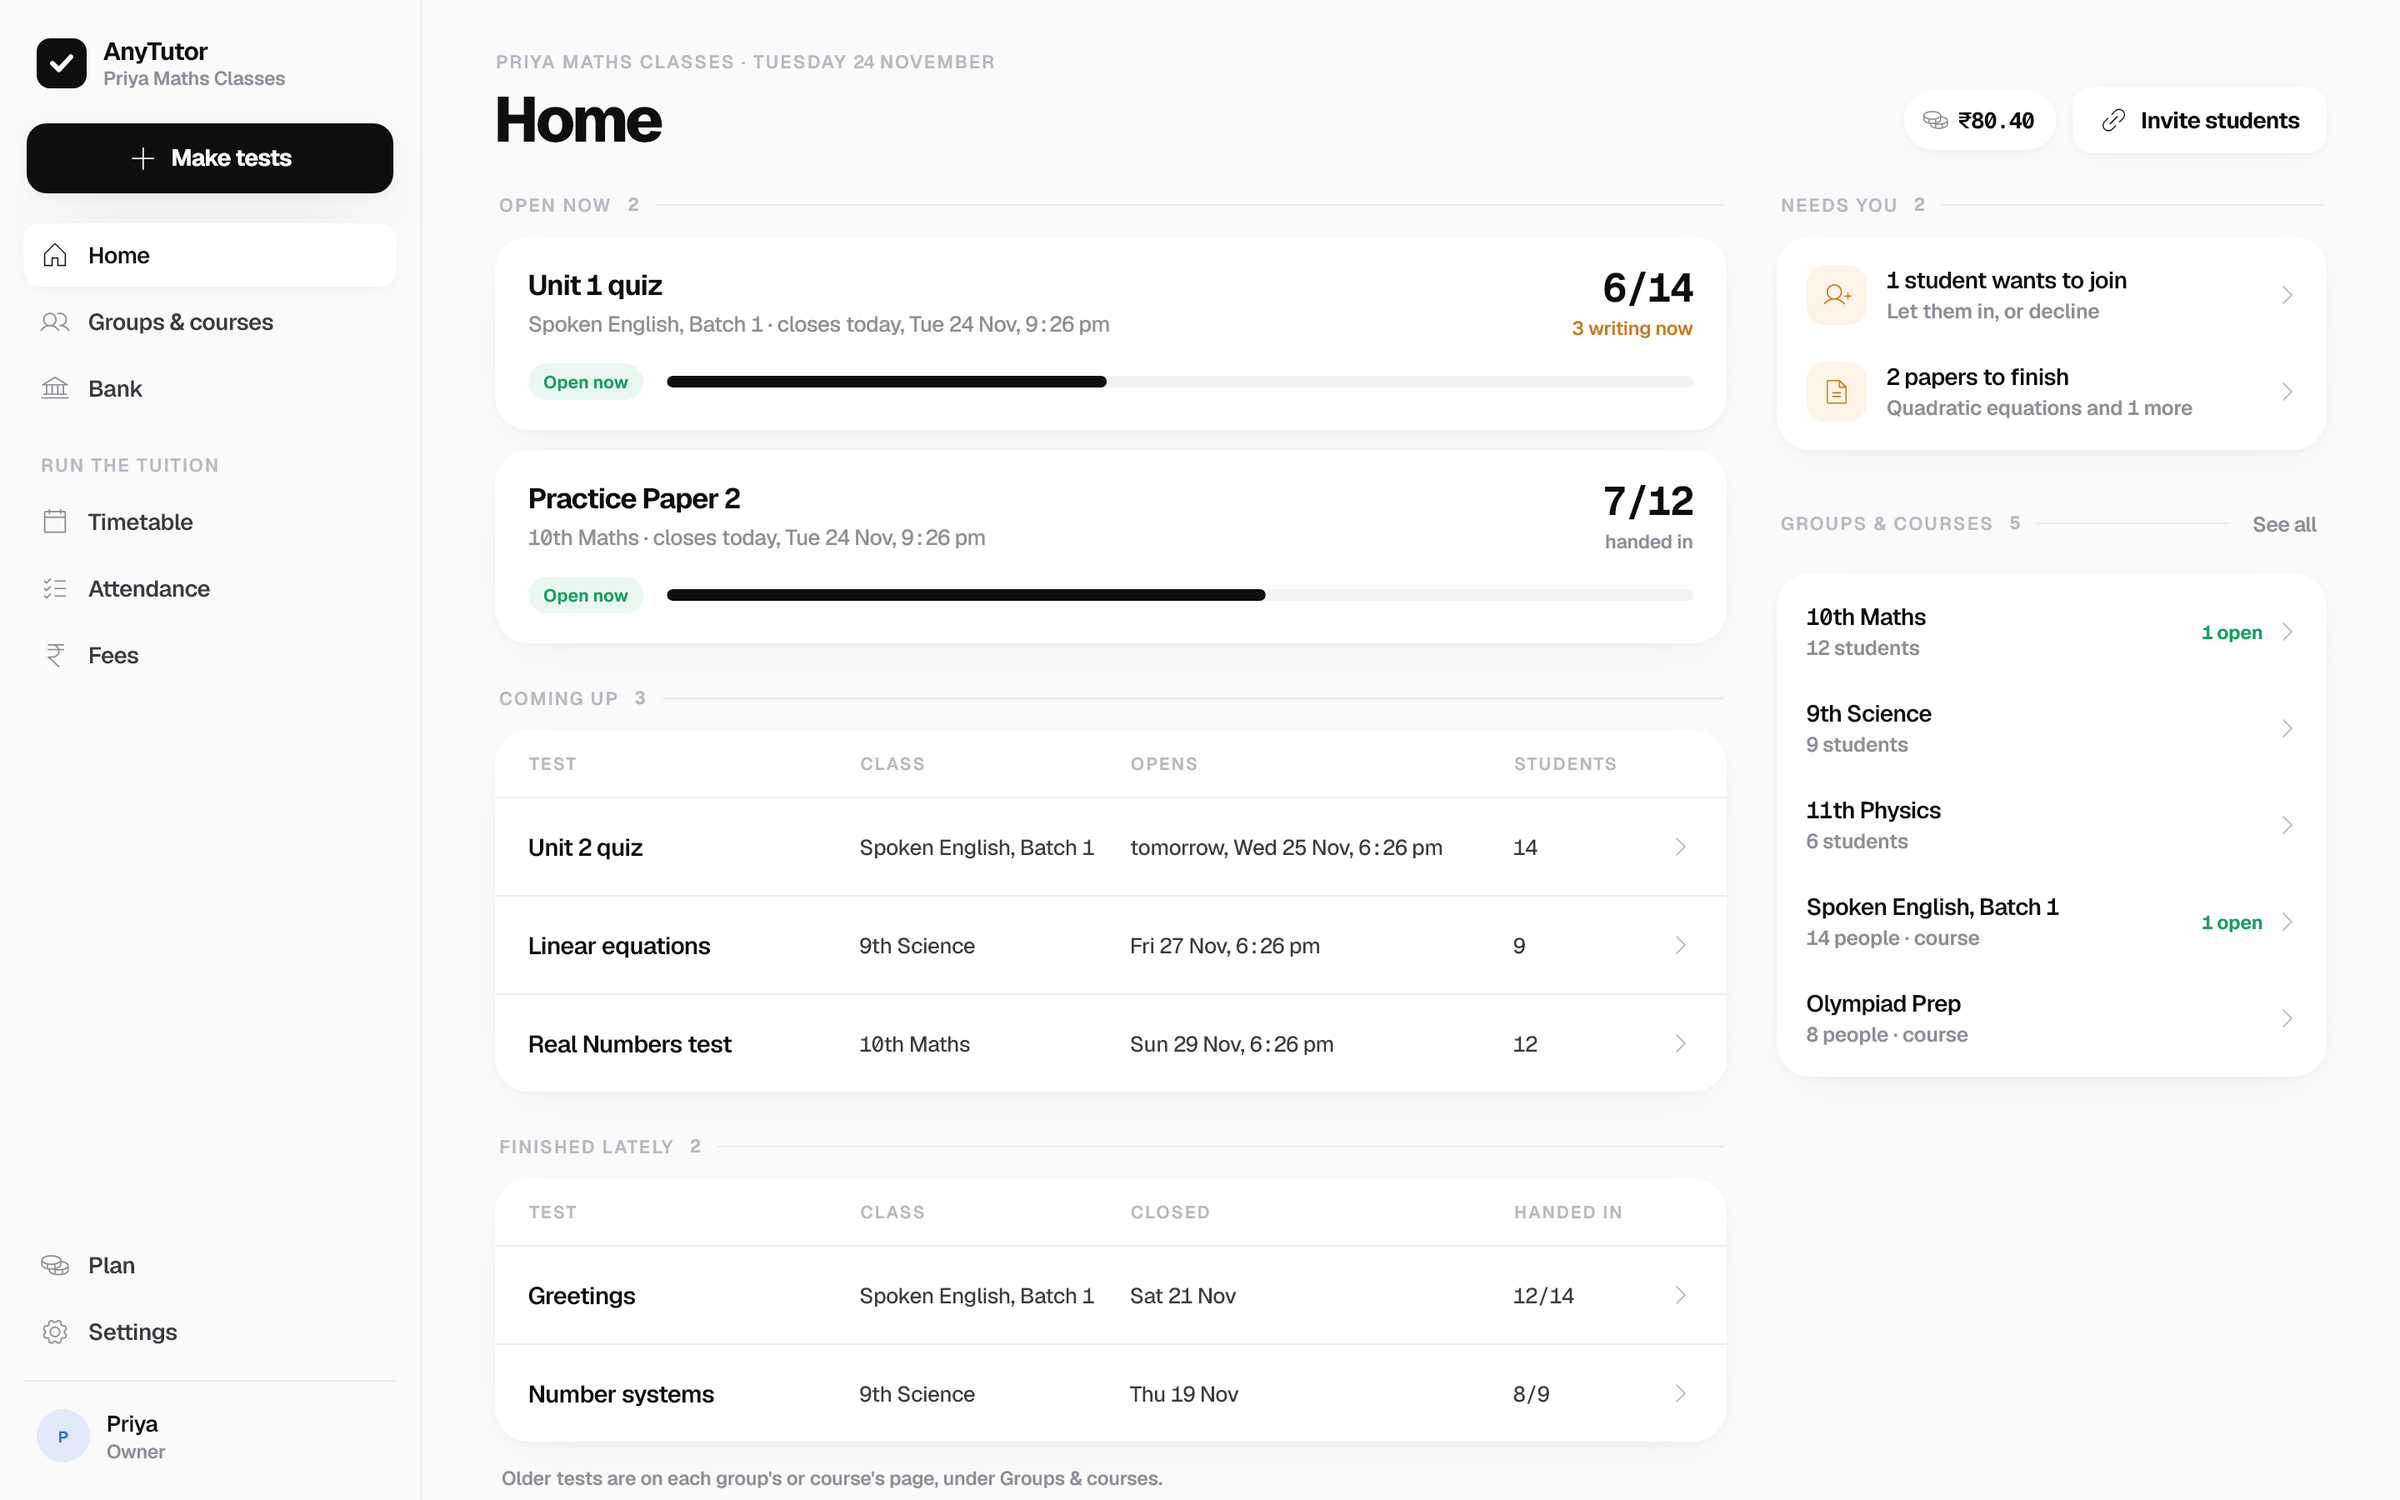 AnyTutor
Priya Maths Classes
Make tests
Home
Groups & courses
Bank
RUN THE TUITION
Timetable
Attendance
Fees
Plan
Settings
P
Priya
Owner
PRIYA MATHS CLASSES · TUESDAY 24 NOVEMBER
Home
₹80.40
Invite students
OPEN NOW 2
Unit 1 quiz
6/14
Spoken English, Batch 1 · closes today, Tue 24 Nov, 9:26 pm
3 writing now
Open now
Practice Paper 2
7/12
10th Maths · closes today, Tue 24 Nov, 9:26 pm
handed in
Open now
COMING UP 3
TEST CLASS OPENS STUDENTS
Unit 2 quiz Spoken English, Batch 1 tomorrow, Wed 25 Nov, 6:26 pm 14
Linear equations 9th Science Fri 27 Nov, 6:26 pm 9
Real Numbers test 10th Maths Sun 29 Nov, 6:26 pm 12
FINISHED LATELY 2
TEST CLASS CLOSED HANDED IN
Greetings Spoken English, Batch 1 Sat 21 Nov 12/14
Number systems 9th Science Thu 19 Nov 8/9
Older tests are on each group's or course's page, under Groups & courses.
NEEDS YOU 2
1 student wants to join
Let them in, or decline
2 papers to finish
Quadratic equations and 1 more
GROUPS & COURSES 5 See all
10th Maths
12 students
1 open
9th Science
9 students
11th Physics
6 students
Spoken English, Batch 1
14 people · course
1 open
Olympiad Prep
8 people · course